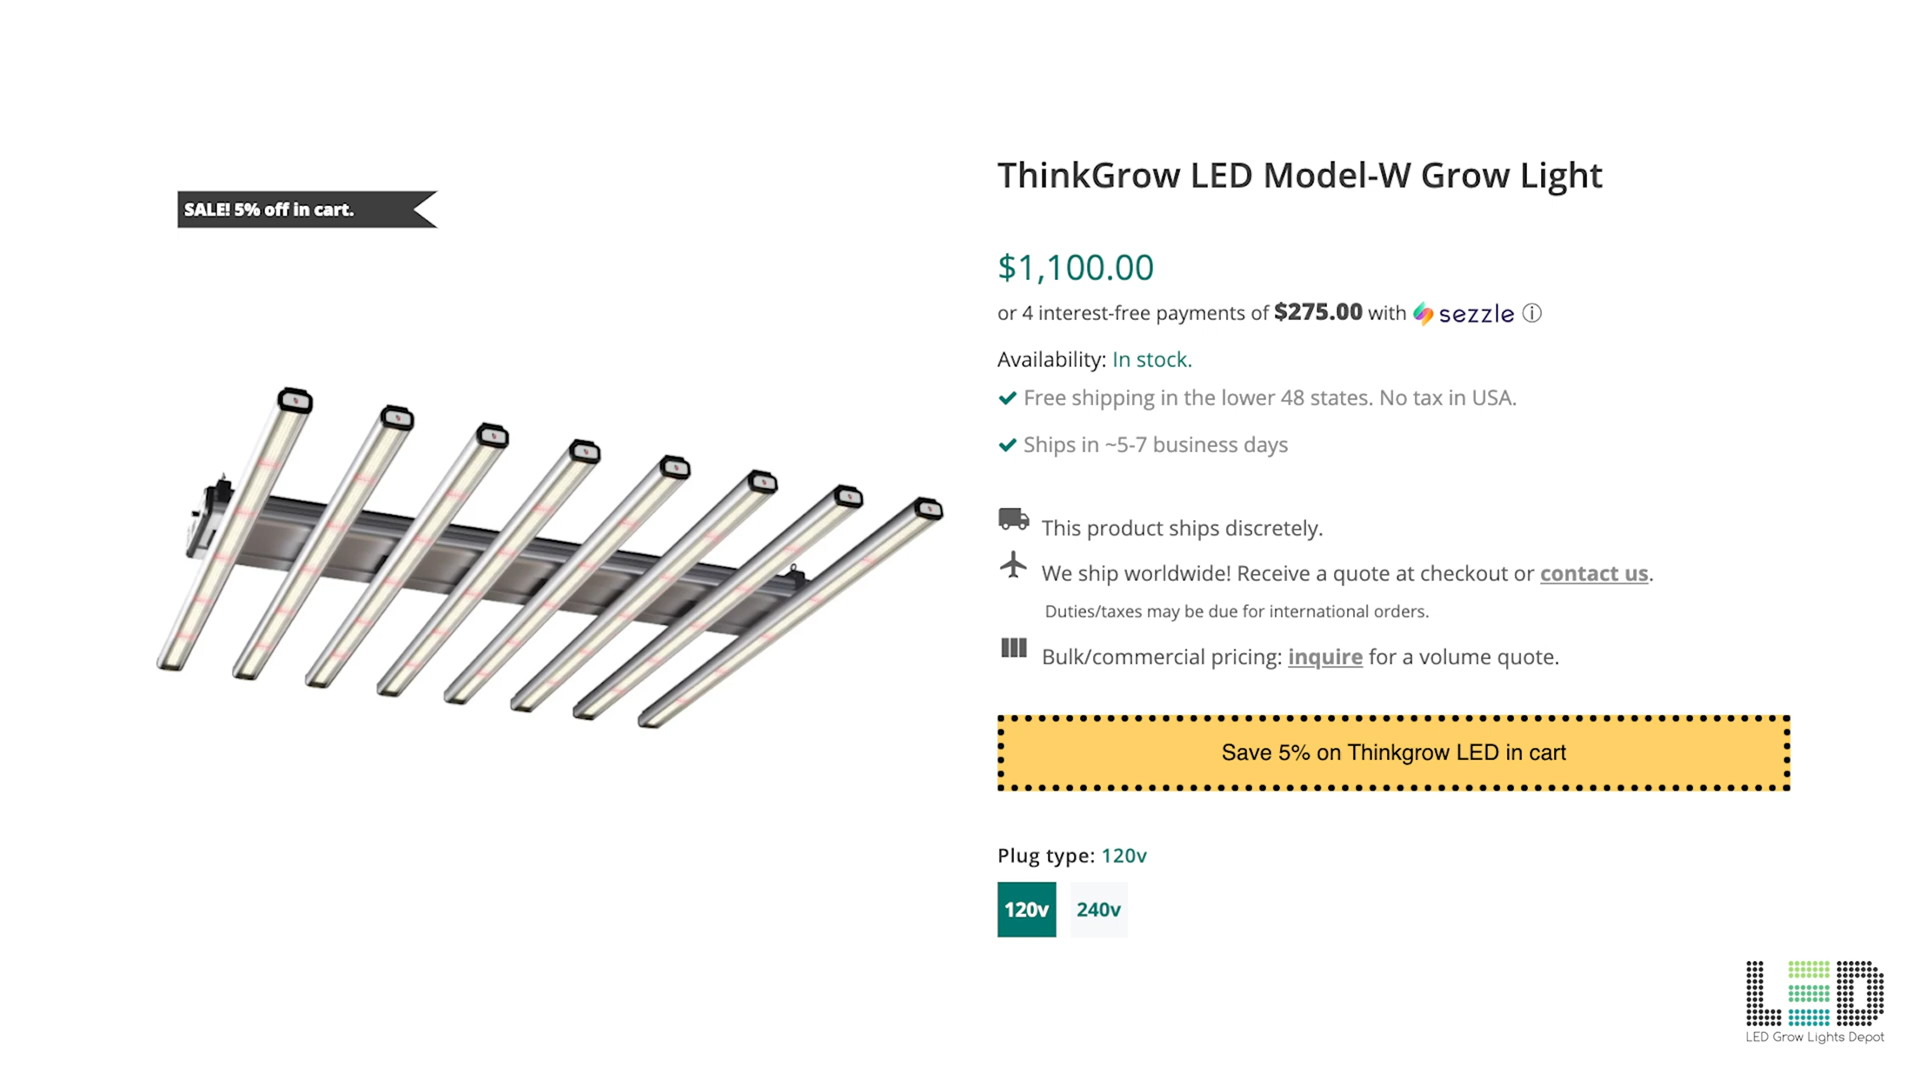 SALE! 5% off in cart.
ThinkGrow LED Model-W Grow Light
$1,100.00
or 4 interest-free payments of $275.00 with sezzle ⓘ
Availability: In stock.
Free shipping in the lower 48 states. No tax in USA.
Ships in ~5-7 business days
This product ships discretely.
We ship worldwide! Receive a quote at checkout or contact us.
Duties/taxes may be due for international orders.
Bulk/commercial pricing: inquire for a volume quote.
Save 5% on Thinkgrow LED in cart
Plug type: 120v
120v 240v
LED
LED Grow Lights Depot